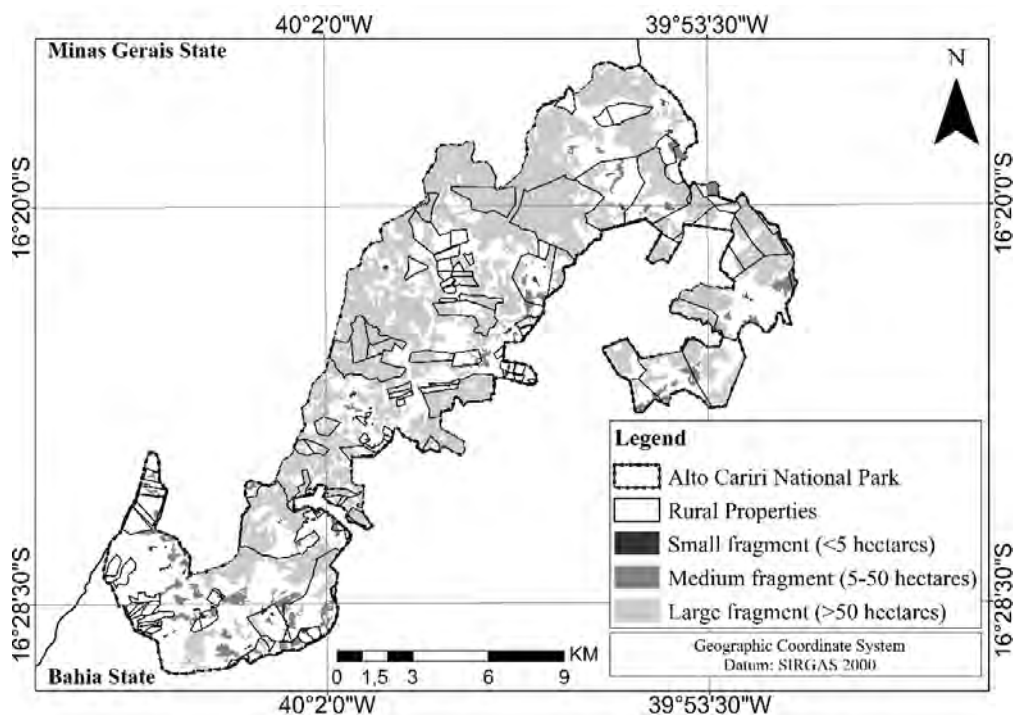 40°2'0"W 39°53'30"W
Minas Gerais State
N
16°20'0"S 16°20'0"S
Legend
Alto Cariri National Park
Rural Properties
Small fragment (<5 hectares)
Medium fragment (5-50 hectares)
Large fragment (>50 hectares)
16°28'30"S 16°28'30"S
Geographic Coordinate System
Datum: SIRGAS 2000
KM
0 1,5 3 6 9
Bahia State
40°2'0"W 39°53'30"W